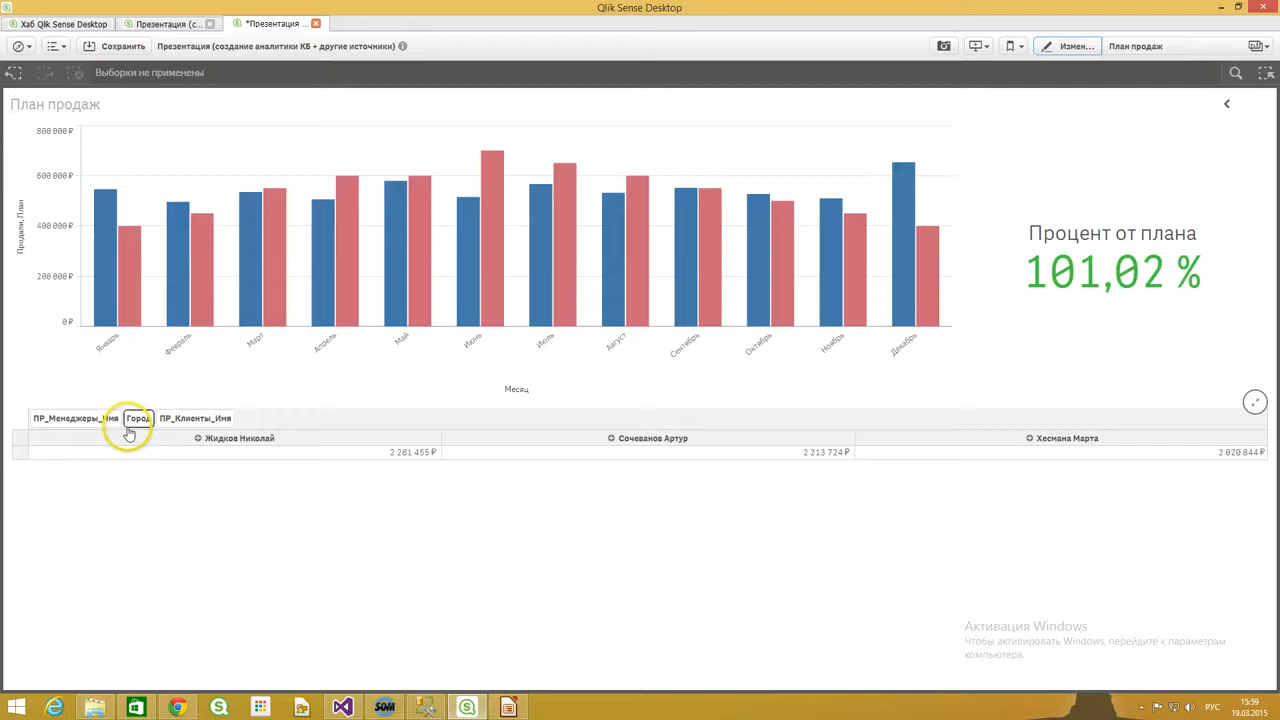 Qlik Sense Desktop
Хаб Qlik Sense Desktop
Презентация (с...
*Презентация ...
Сохранить
Презентация (создание аналитики КБ + другие источники)
Измен...
План продаж
Выборки не применены
План продаж
800 000 ₽
600 000 ₽
400 000 ₽
200 000 ₽
0 ₽
Продали, План
Январь
Февраль
Март
Апрель
Май
Июнь
Июль
Август
Сентябрь
Октябрь
Ноябрь
Декабрь
Месяц
Процент от плана
101,02 %
ПР_Менеджеры_Имя
Город
ПР_Клиенты_Имя
Жидков Николай
Сочеванов Артур
Хесмана Марта
2 281 455 ₽
2 213 724 ₽
2 020 844 ₽
Активация Windows
Чтобы активировать Windows, перейдите к параметрам
компьютера.
SOM
РУС
15:59
19.03.2015